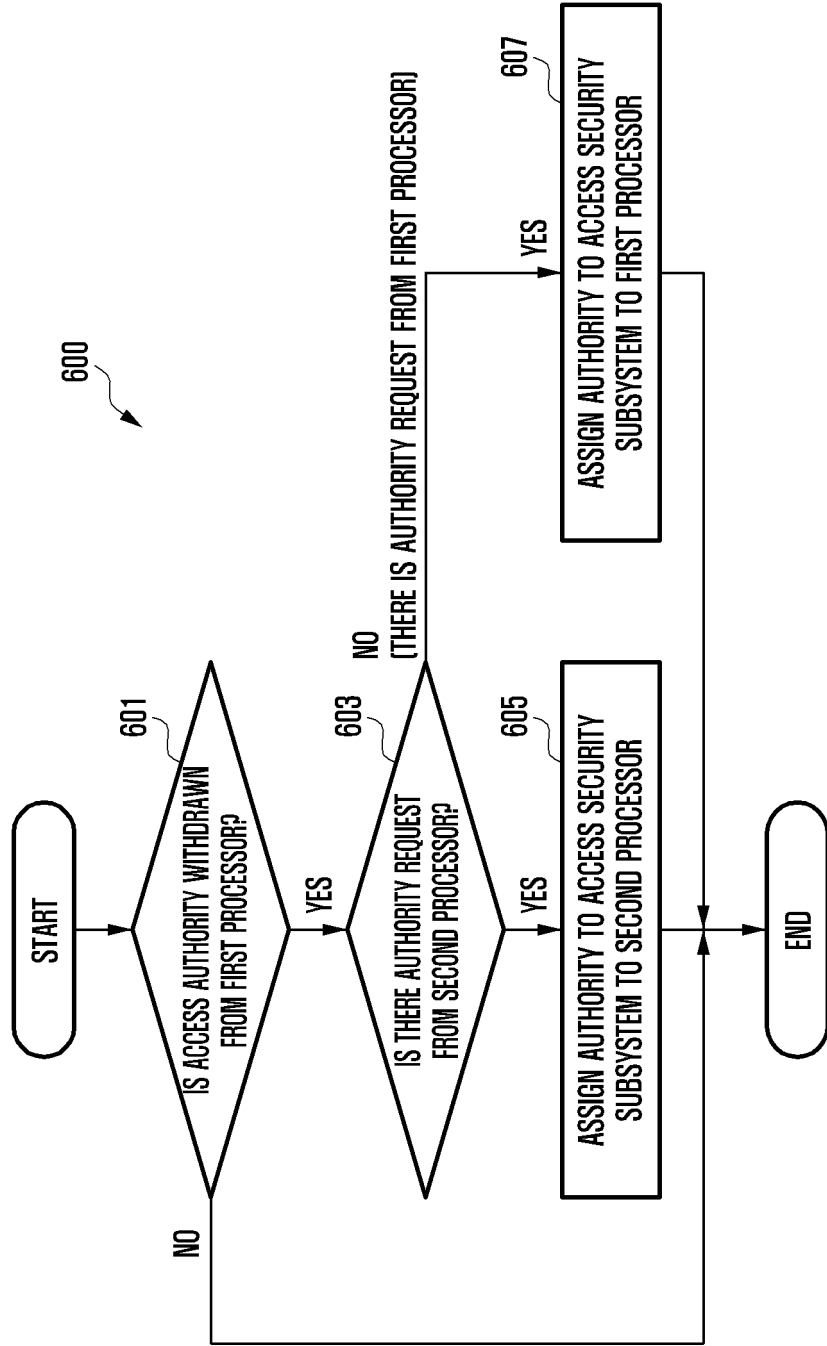 600
START
601
IS ACCESS AUTHORITY WITHDRAWN
FROM FIRST PROCESSOR?
NO
YES
603
IS THERE AUTHORITY REQUEST
FROM SECOND PROCESSOR?
NO
(THERE IS AUTHORITY REQUEST FROM FIRST PROCESSOR)
YES
YES
605
ASSIGN AUTHORITY TO ACCESS SECURITY
SUBSYSTEM TO SECOND PROCESSOR
607
ASSIGN AUTHORITY TO ACCESS SECURITY
SUBSYSTEM TO FIRST PROCESSOR
END